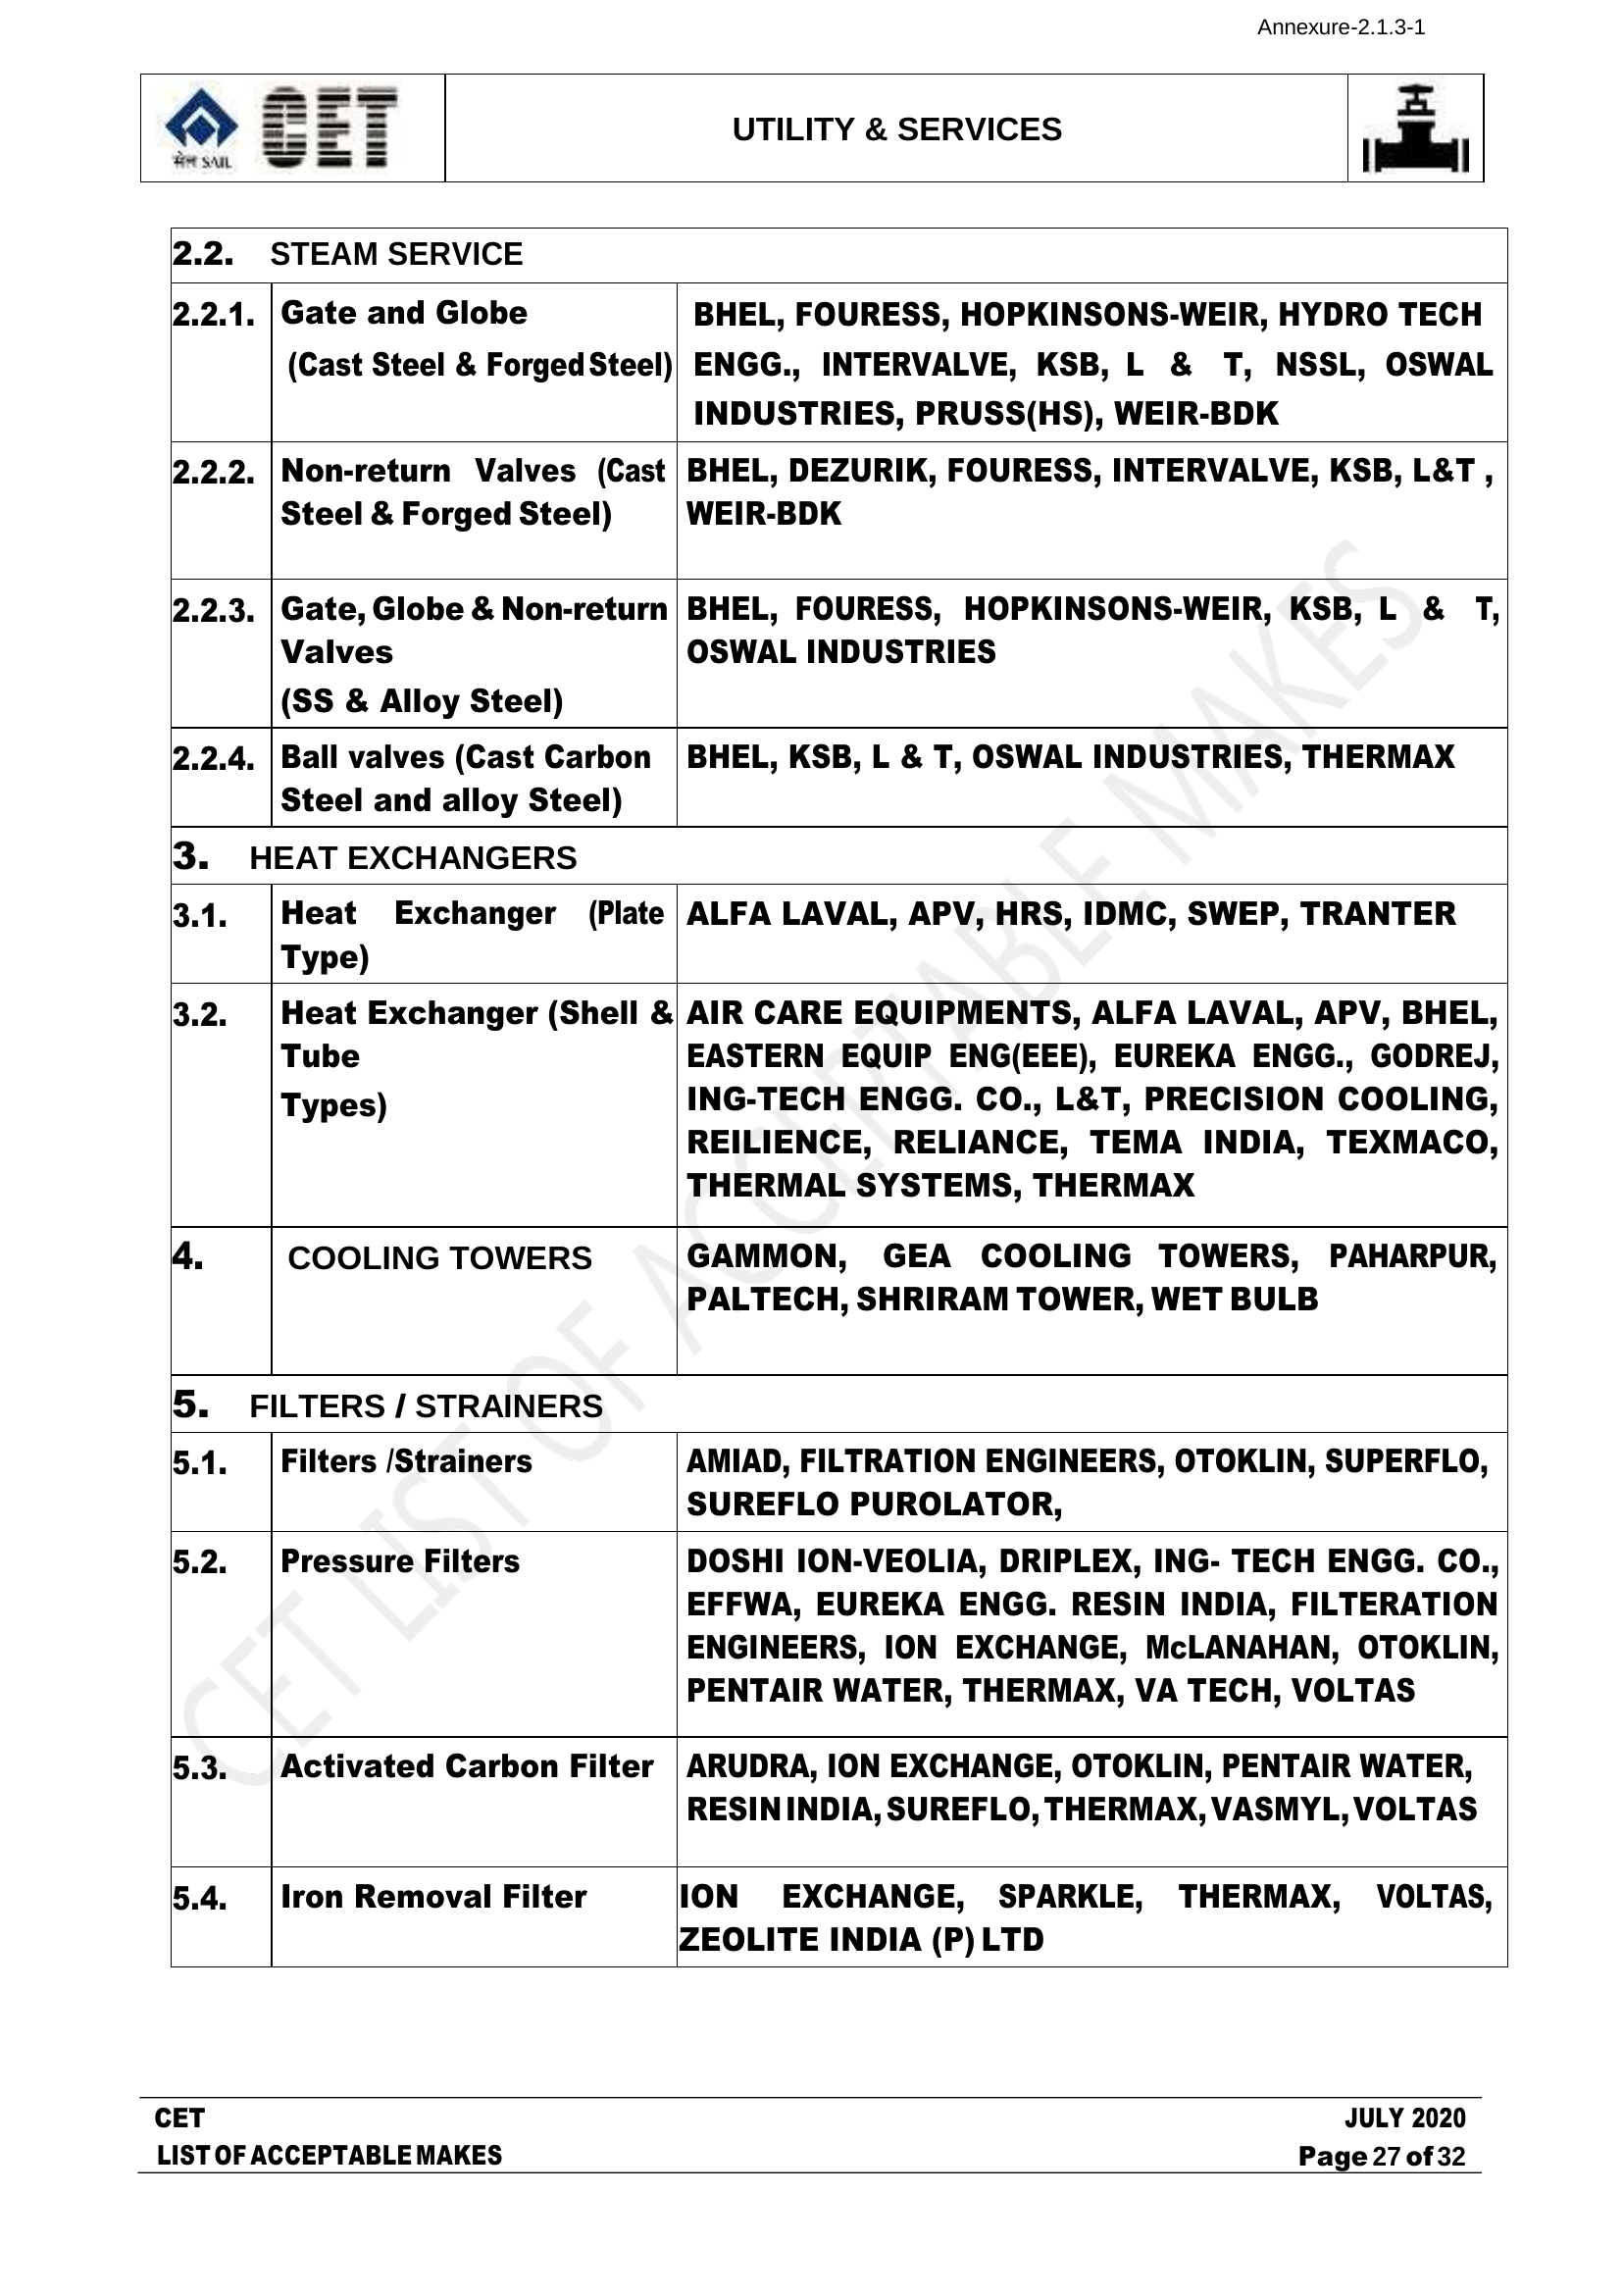 Annexure-2.1.3-1
सेल SAIL
CET
UTILITY & SERVICES
2.2. STEAM SERVICE
2.2.1. Gate and Globe BHEL, FOURESS, HOPKINSONS-WEIR, HYDRO TECH
(Cast Steel & Forged Steel) ENGG., INTERVALVE, KSB, L & T, NSSL, OSWAL
INDUSTRIES, PRUSS(HS), WEIR-BDK
2.2.2. Non-return Valves (Cast BHEL, DEZURIK, FOURESS, INTERVALVE, KSB, L&T ,
Steel & Forged Steel) WEIR-BDK
2.2.3. Gate, Globe & Non-return BHEL, FOURESS, HOPKINSONS-WEIR, KSB, L & T,
Valves OSWAL INDUSTRIES
(SS & Alloy Steel)
2.2.4. Ball valves (Cast Carbon BHEL, KSB, L & T, OSWAL INDUSTRIES, THERMAX
Steel and alloy Steel)
3. HEAT EXCHANGERS
3.1. Heat Exchanger (Plate ALFA LAVAL, APV, HRS, IDMC, SWEP, TRANTER
Type)
3.2. Heat Exchanger (Shell & AIR CARE EQUIPMENTS, ALFA LAVAL, APV, BHEL,
Tube EASTERN EQUIP ENG(EEE), EUREKA ENGG., GODREJ,
Types) ING-TECH ENGG. CO., L&T, PRECISION COOLING,
REILIENCE, RELIANCE, TEMA INDIA, TEXMACO,
THERMAL SYSTEMS, THERMAX
4. COOLING TOWERS GAMMON, GEA COOLING TOWERS, PAHARPUR,
PALTECH, SHRIRAM TOWER, WET BULB
5. FILTERS / STRAINERS
5.1. Filters /Strainers AMIAD, FILTRATION ENGINEERS, OTOKLIN, SUPERFLO,
SUREFLO PUROLATOR,
5.2. Pressure Filters DOSHI ION-VEOLIA, DRIPLEX, ING- TECH ENGG. CO.,
EFFWA, EUREKA ENGG. RESIN INDIA, FILTERATION
ENGINEERS, ION EXCHANGE, McLANAHAN, OTOKLIN,
PENTAIR WATER, THERMAX, VA TECH, VOLTAS
5.3. Activated Carbon Filter ARUDRA, ION EXCHANGE, OTOKLIN, PENTAIR WATER,
RESIN INDIA, SUREFLO, THERMAX, VASMYL, VOLTAS
5.4. Iron Removal Filter ION EXCHANGE, SPARKLE, THERMAX, VOLTAS,
ZEOLITE INDIA (P) LTD
CET LIST OF ACCEPTABLE MAKES
CET JULY 2020
LIST OF ACCEPTABLE MAKES Page 27 of 32